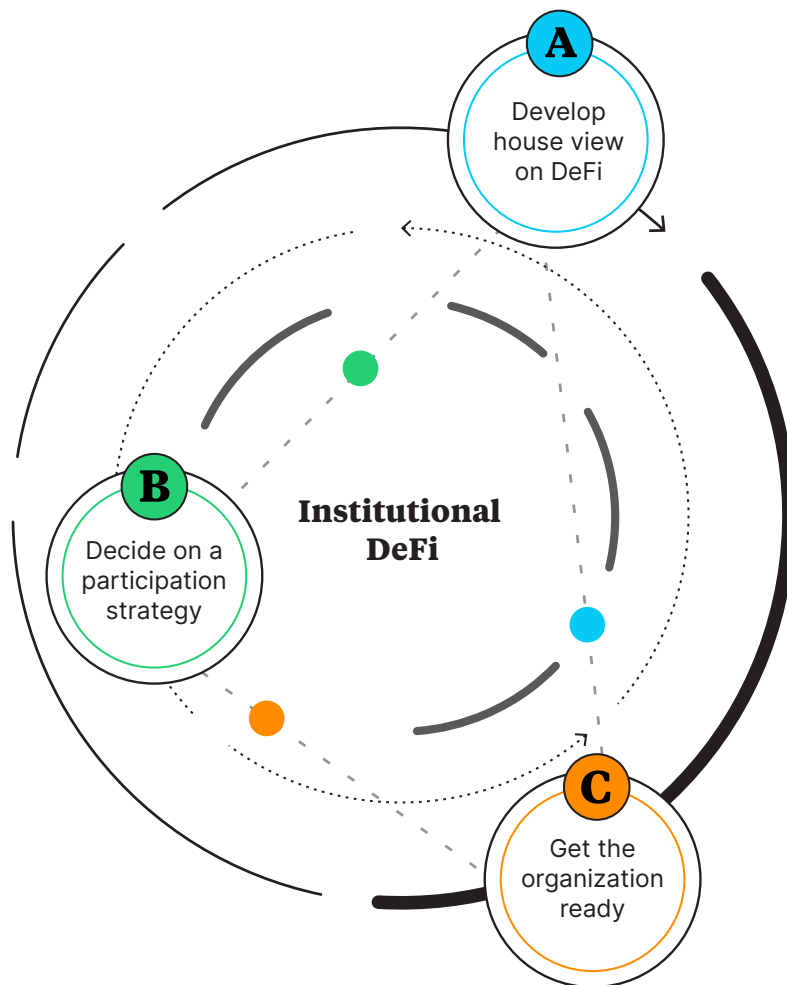 A
Develop
house view
on DeFi
B
Decide on a
participation
strategy
Institutional
DeFi
C
Get the
organization
ready